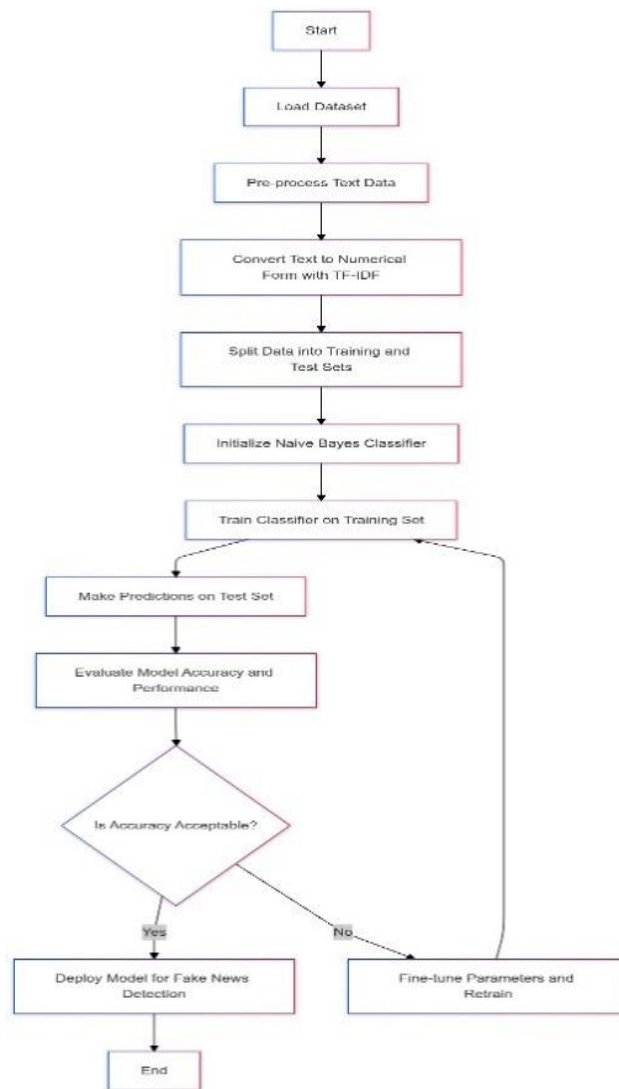 Start
Load Dataset
Pre-process Text Data
Convert Text to Numerical
Form with TF-IDF
Split Data into Training and
Test Sets
Initialize Naive Bayes Classifier
Train Classifier on Training Set
Make Predictions on Test Set
Evaluate Model Accuracy and
Performance
Is Accuracy Acceptable?
Yes
No
Deploy Model for Fake News
Detection
Fine-tune Parameters and
Retrain
End